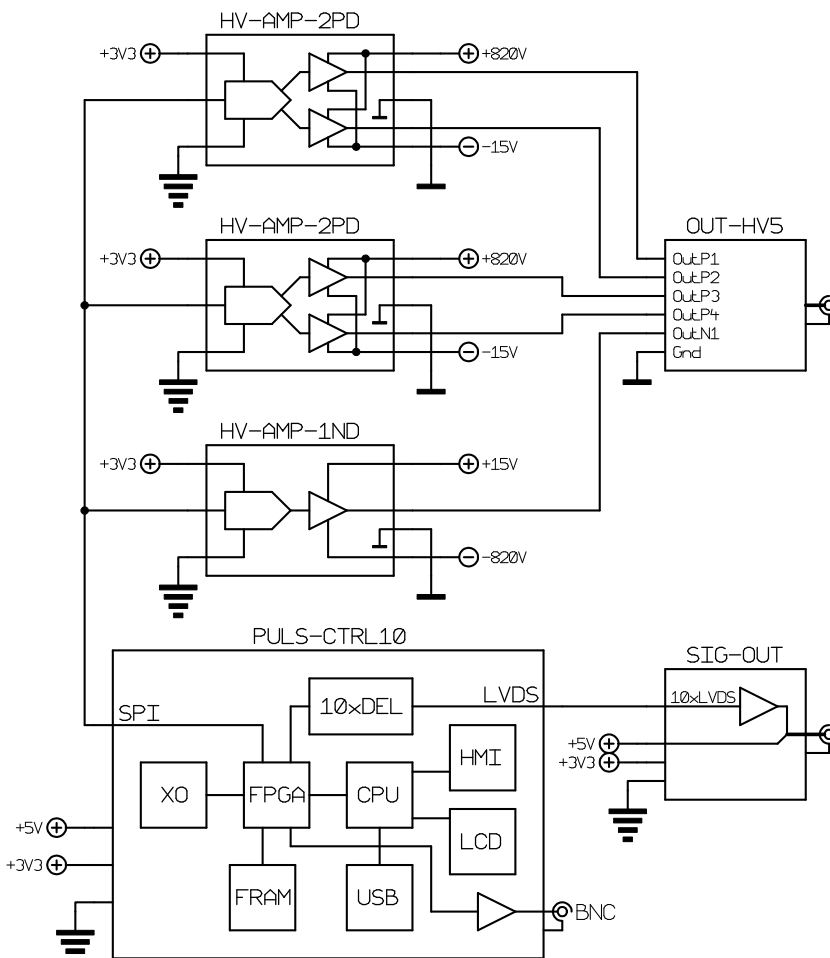 HV-AMP-2PD
+3V3
+820V
-15V
HV-AMP-2PD
+3V3
+820V
-15V
OUT-HV5
OutP1
OutP2
OutP3
OutP4
OutN1
Gnd
HV-AMP-1ND
+3V3
+15V
-820V
PULS-CTRL10
SPI
10xDEL
LVDS
HMI
XO
FPGA
CPU
LCD
FRAM
USB
+5V
+3V3
BNC
SIG-OUT
10xLVDS
+5V
+3V3